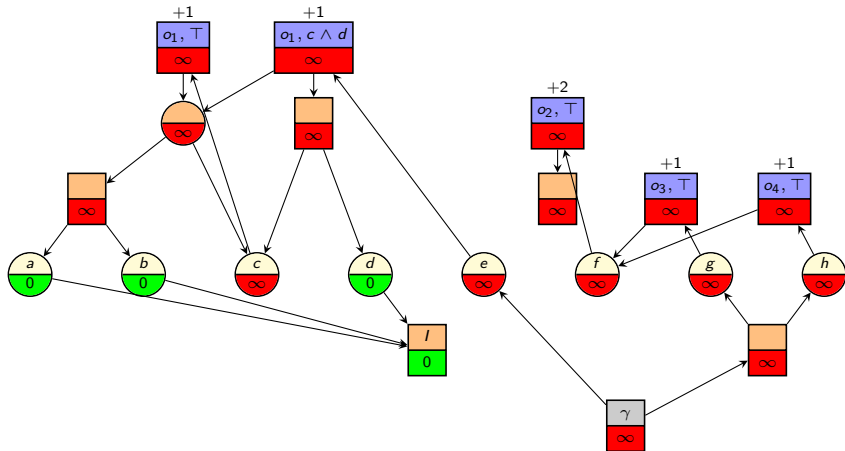 +1 +1
o₁, ⊤ o₁, c ∧ d
∞ ∞
+2
o₂, ⊤
∞ ∞ ∞
+1 +1
o₃, ⊤ o₄, ⊤
∞ ∞ ∞ ∞
a b c d e f g h
0 0 ∞ 0 ∞ ∞ ∞ ∞
I
0 ∞
γ
∞